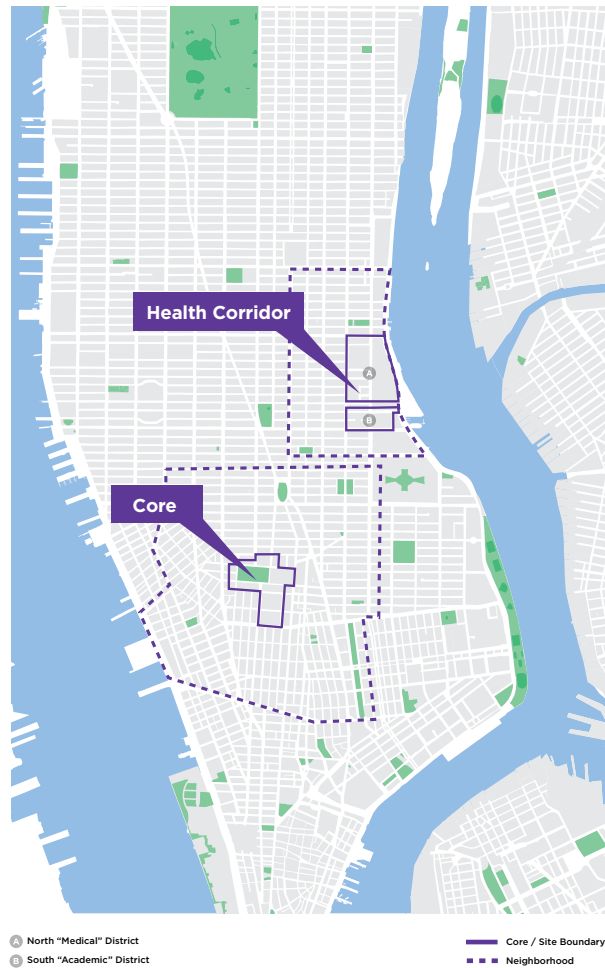 Health Corridor
A
B
Core
A North “Medical” District
B South “Academic” District
Core / Site Boundary
Neighborhood